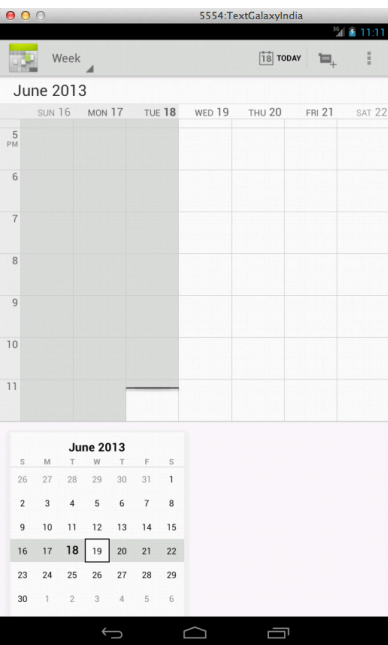 5554:TextGalaxyIndia
3G 11:11
Week 18 TODAY
June 2013
SUN 16 MON 17 TUE 18 WED 19 THU 20 FRI 21 SAT 22
5
PM
6
7
8
9
10
11
June 2013
S M T W T F S
26 27 28 29 30 31 1
2 3 4 5 6 7 8
9 10 11 12 13 14 15
16 17 18 19 20 21 22
23 24 25 26 27 28 29
30 1 2 3 4 5 6